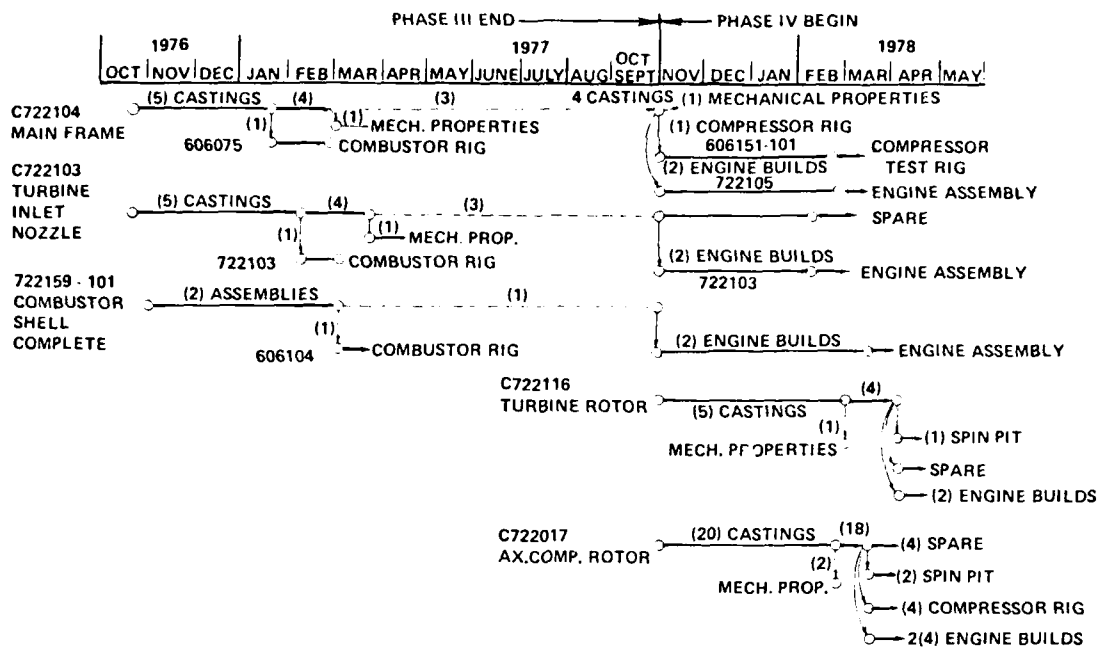 PHASE III END PHASE IV BEGIN
1976 1977 1978
OCT NOV DEC JAN FEB MAR APR MAY JUNE JULY AUG SEPT OCT NOV DEC JAN FEB MAR APR MAY
C722104
MAIN FRAME
(5) CASTINGS (4) (3) 4 CASTINGS (1) MECHANICAL PROPERTIES
(1) MECH. PROPERTIES
(1)
606075 COMBUSTOR RIG
(1) COMPRESSOR RIG
606151-101 COMPRESSOR
TEST RIG
(2) ENGINE BUILDS
722105 ENGINE ASSEMBLY
C722103
TURBINE
INLET
NOZZLE
(5) CASTINGS (4) (3) SPARE
(1) MECH. PROP.
(1)
722103 COMBUSTOR RIG
(2) ENGINE BUILDS
722103 ENGINE ASSEMBLY
722159 - 101
COMBUSTOR
SHELL
COMPLETE
(2) ASSEMBLIES (1)
(1)
606104 COMBUSTOR RIG
(2) ENGINE BUILDS ENGINE ASSEMBLY
C722116
TURBINE ROTOR
(5) CASTINGS (4)
(1)
MECH. PROPERTIES
(1) SPIN PIT
SPARE
(2) ENGINE BUILDS
C722017
AX.COMP. ROTOR
(20) CASTINGS (18) (4) SPARE
(2)
MECH. PROP.
(2) SPIN PIT
(4) COMPRESSOR RIG
2(4) ENGINE BUILDS